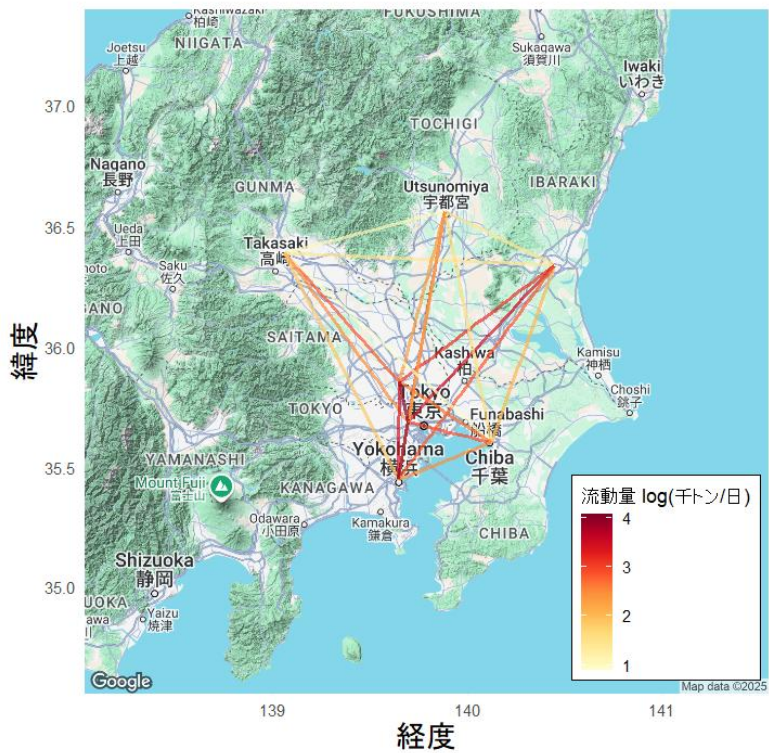 Kashiwazaki
柏崎
FUKUSHIMA
NIIGATA
Joetsu
上越
Sukagawa
須賀川
Iwaki
いわき
37.0
TOCHIGI
Nagano
長野
GUNMA
Utsunomiya
宇都宮
IBARAKI
36.5
Ueda
上田
Takasaki
高崎
moto
Saku
佐久
GANO
SAITAMA
36.0
緯度
Kashiwa
柏
Kamisu
神栖
Tokyo
東京
TOKYO
Choshi
銚子
Funabashi
船橋
Yokohama
横浜
YAMANASHI
Chiba
千葉
35.5
Mount Fuji
富士山
KANAGAWA
流動量 log(千トン/日)
4
3
2
1
Odawara
小田原
Kamakura
鎌倉
CHIBA
Shizuoka
静岡
35.0
UOKA
Yaizu
焼津
awa
川
Google
Map data ©2025
139
140
141
経度